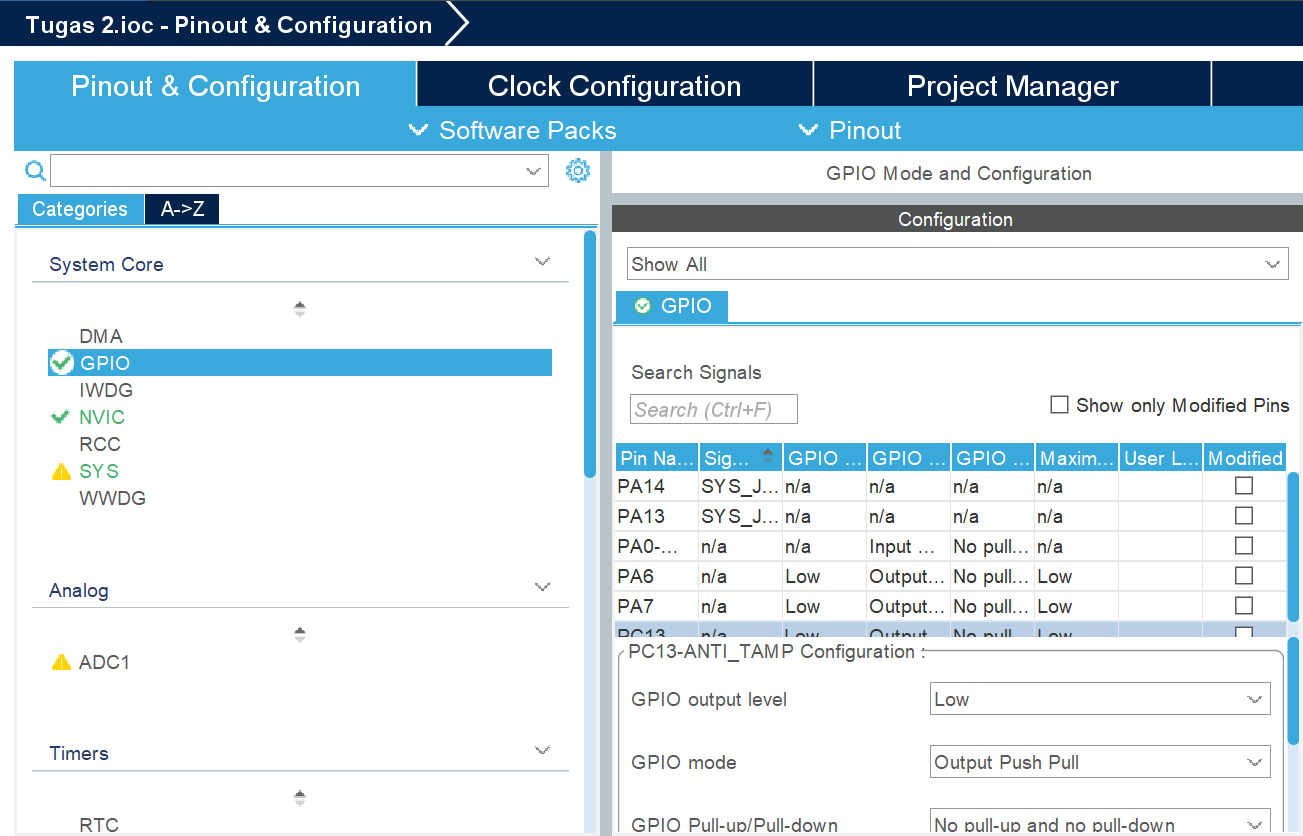 Tugas 2.ioc - Pinout & Configuration
Pinout & Configuration
Clock Configuration
Project Manager
Software Packs
Pinout
Categories
A->Z
System Core
DMA
GPIO
IWDG
NVIC
RCC
SYS
WWDG
Analog
ADC1
Timers
RTC
GPIO Mode and Configuration
Configuration
Show All
GPIO
Search Signals
Search (Ctrl+F)
Show only Modified Pins
Pin Na... Sig... GPIO ... GPIO ... GPIO ... Maxim... User L... Modified
PA14 SYS_J... n/a n/a n/a n/a
PA13 SYS_J... n/a n/a n/a n/a
PA0-... n/a n/a Input ... No pull... n/a
PA6 n/a Low Output... No pull... Low
PA7 n/a Low Output... No pull... Low
PC13 n/a Low Output No pull Low
PC13-ANTI_TAMP Configuration :
GPIO output level Low
GPIO mode Output Push Pull
GPIO Pull-up/Pull-down No pull-up and no pull-down